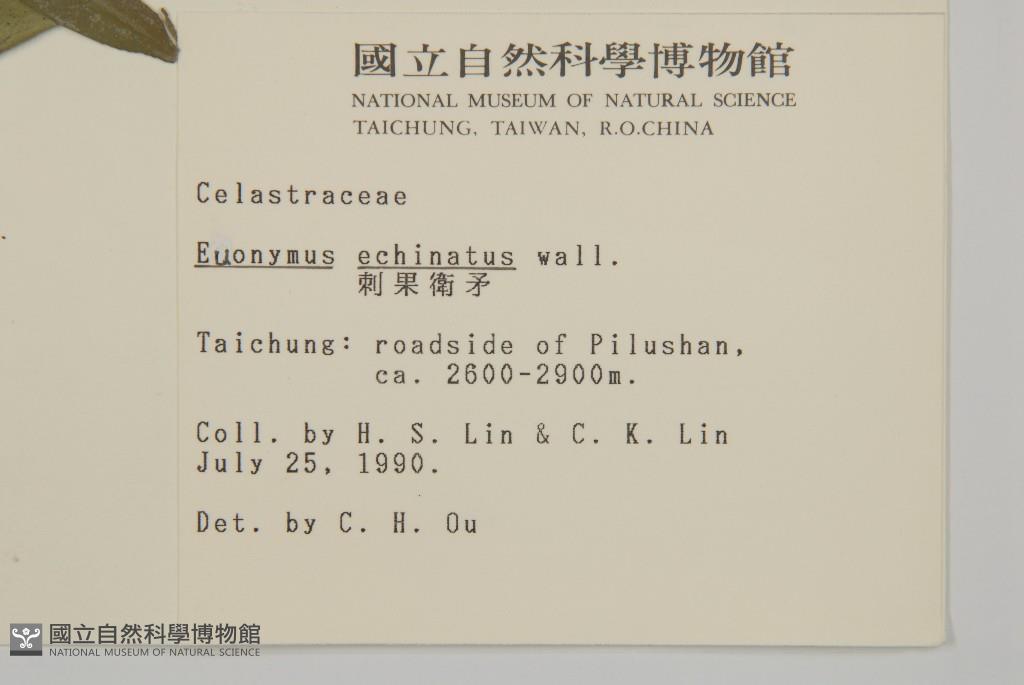 國立自然科學博物館
NATIONAL MUSEUM OF NATURAL SCIENCE
TAICHUNG, TAIWAN, R.O.CHINA
Celastraceae
Euonymus echinatus wall.
刺果衛矛
Taichung: roadside of Pilushan,
ca. 2600-2900m.
Coll. by H. S. Lin & C. K. Lin
July 25, 1990.
Det. by C. H. Ou
國立自然科學博物館
NATIONAL MUSEUM OF NATURAL SCIENCE